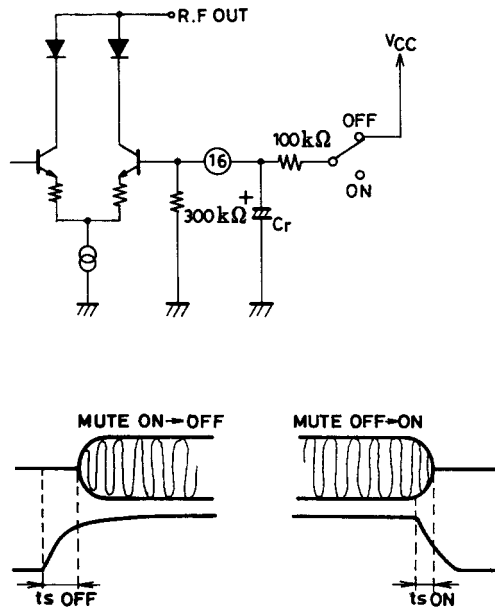 R.F OUT
VCC
OFF
100kΩ
16
ON
300kΩ
+
Cr
MUTE ON→OFF
MUTE OFF→ON
ts OFF
ts ON